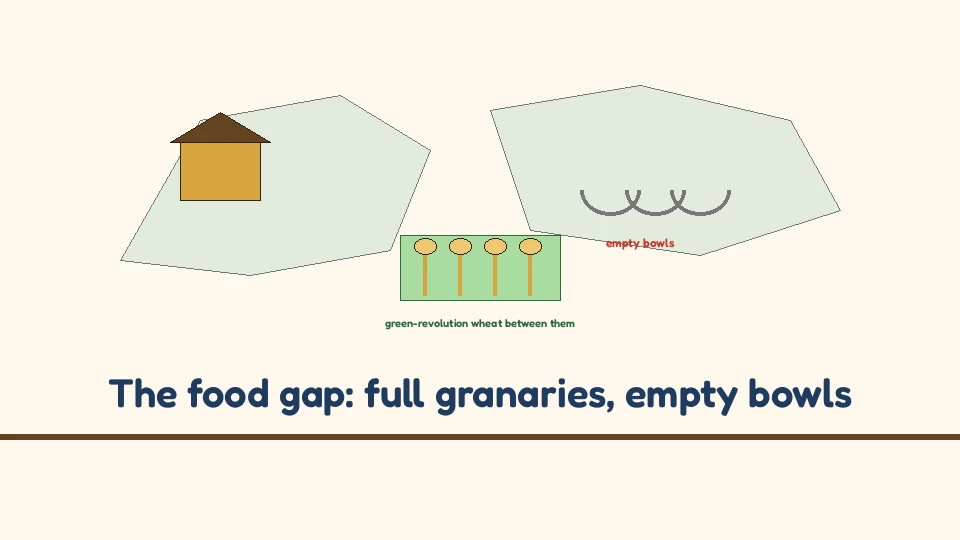 empty bowls
green-revolution wheat between them
The food gap: full granaries, empty bowls